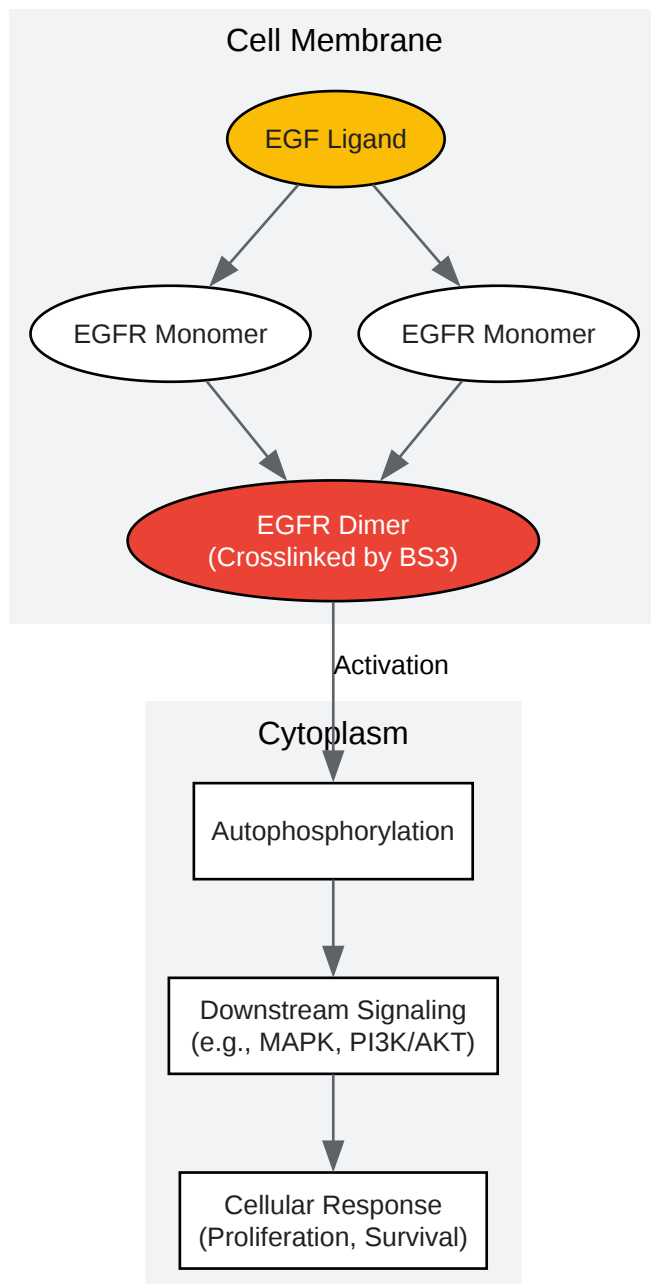 Cell Membrane
EGF Ligand
EGFR Monomer
EGFR Monomer
EGFR Dimer
(Crosslinked by BS3)
Activation
Cytoplasm
Autophosphorylation
Downstream Signaling
(e.g., MAPK, PI3K/AKT)
Cellular Response
(Proliferation, Survival)